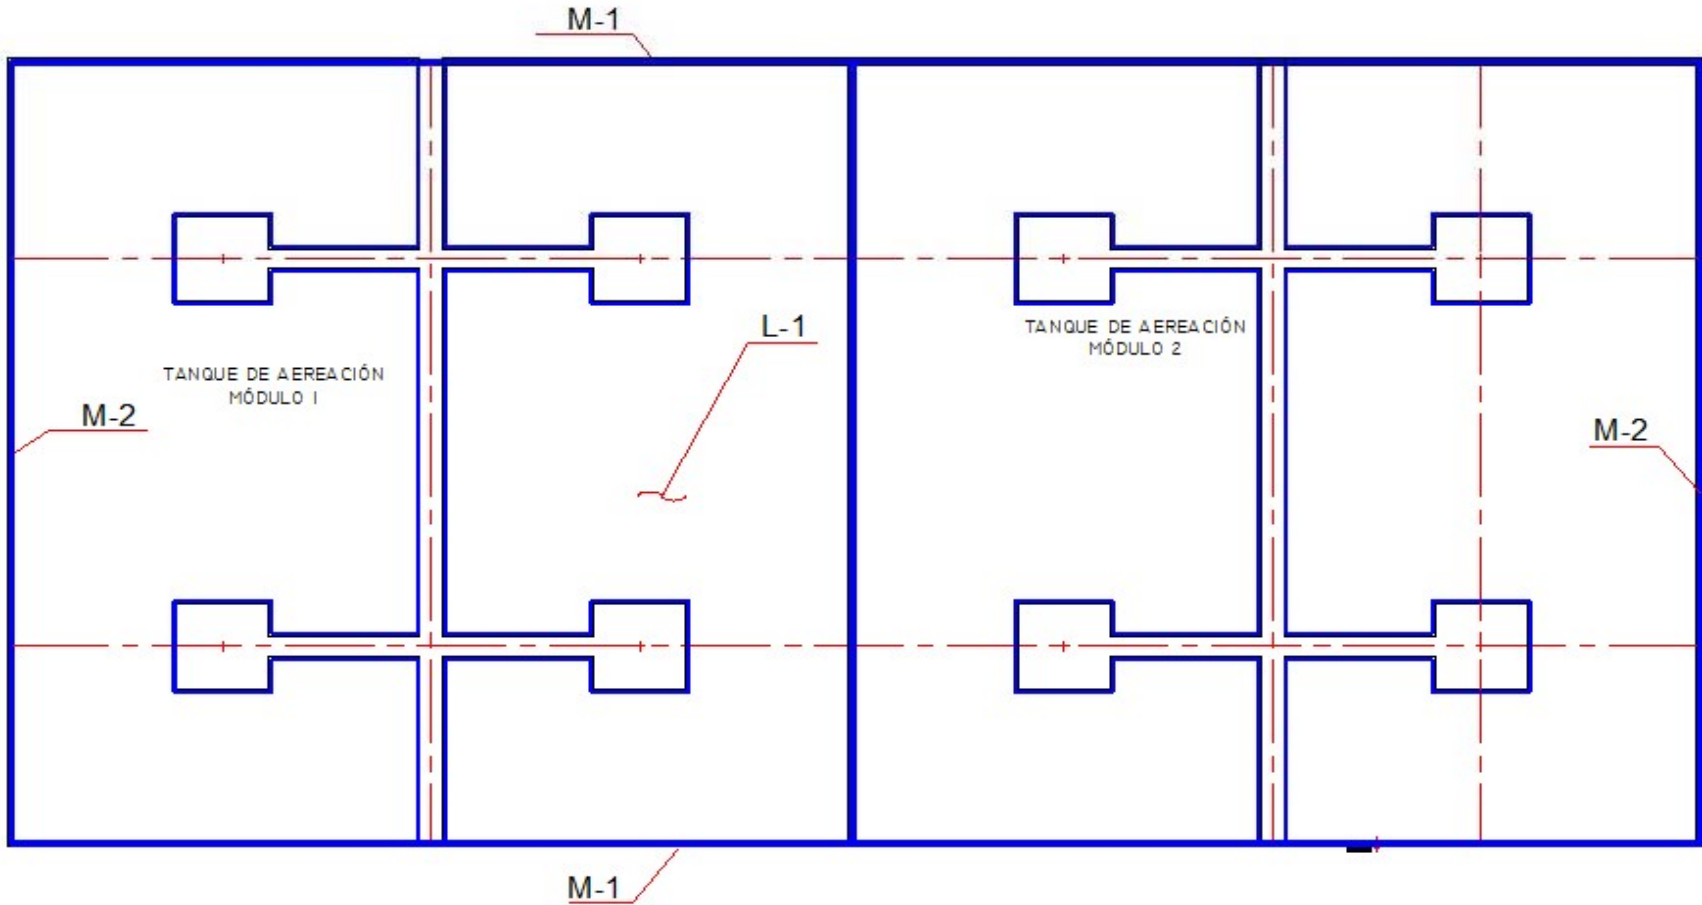 M-1
L-1
TANQUE DE AEREACIÓN
MÓDULO 2
TANQUE DE AEREACIÓN
MÓDULO I
M-2
M-2
M-1